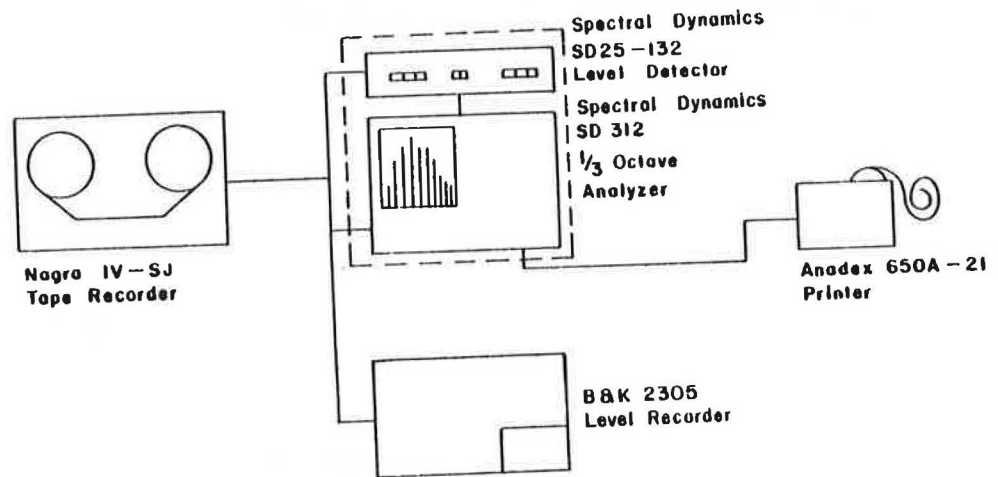 Spectral Dynamics
SD25-132
Level Detector
Spectral Dynamics
SD 312
1/3 Octave
Analyzer
Nagra IV-SJ
Tape Recorder
Anadex 650A-21
Printer
B&K 2305
Level Recorder